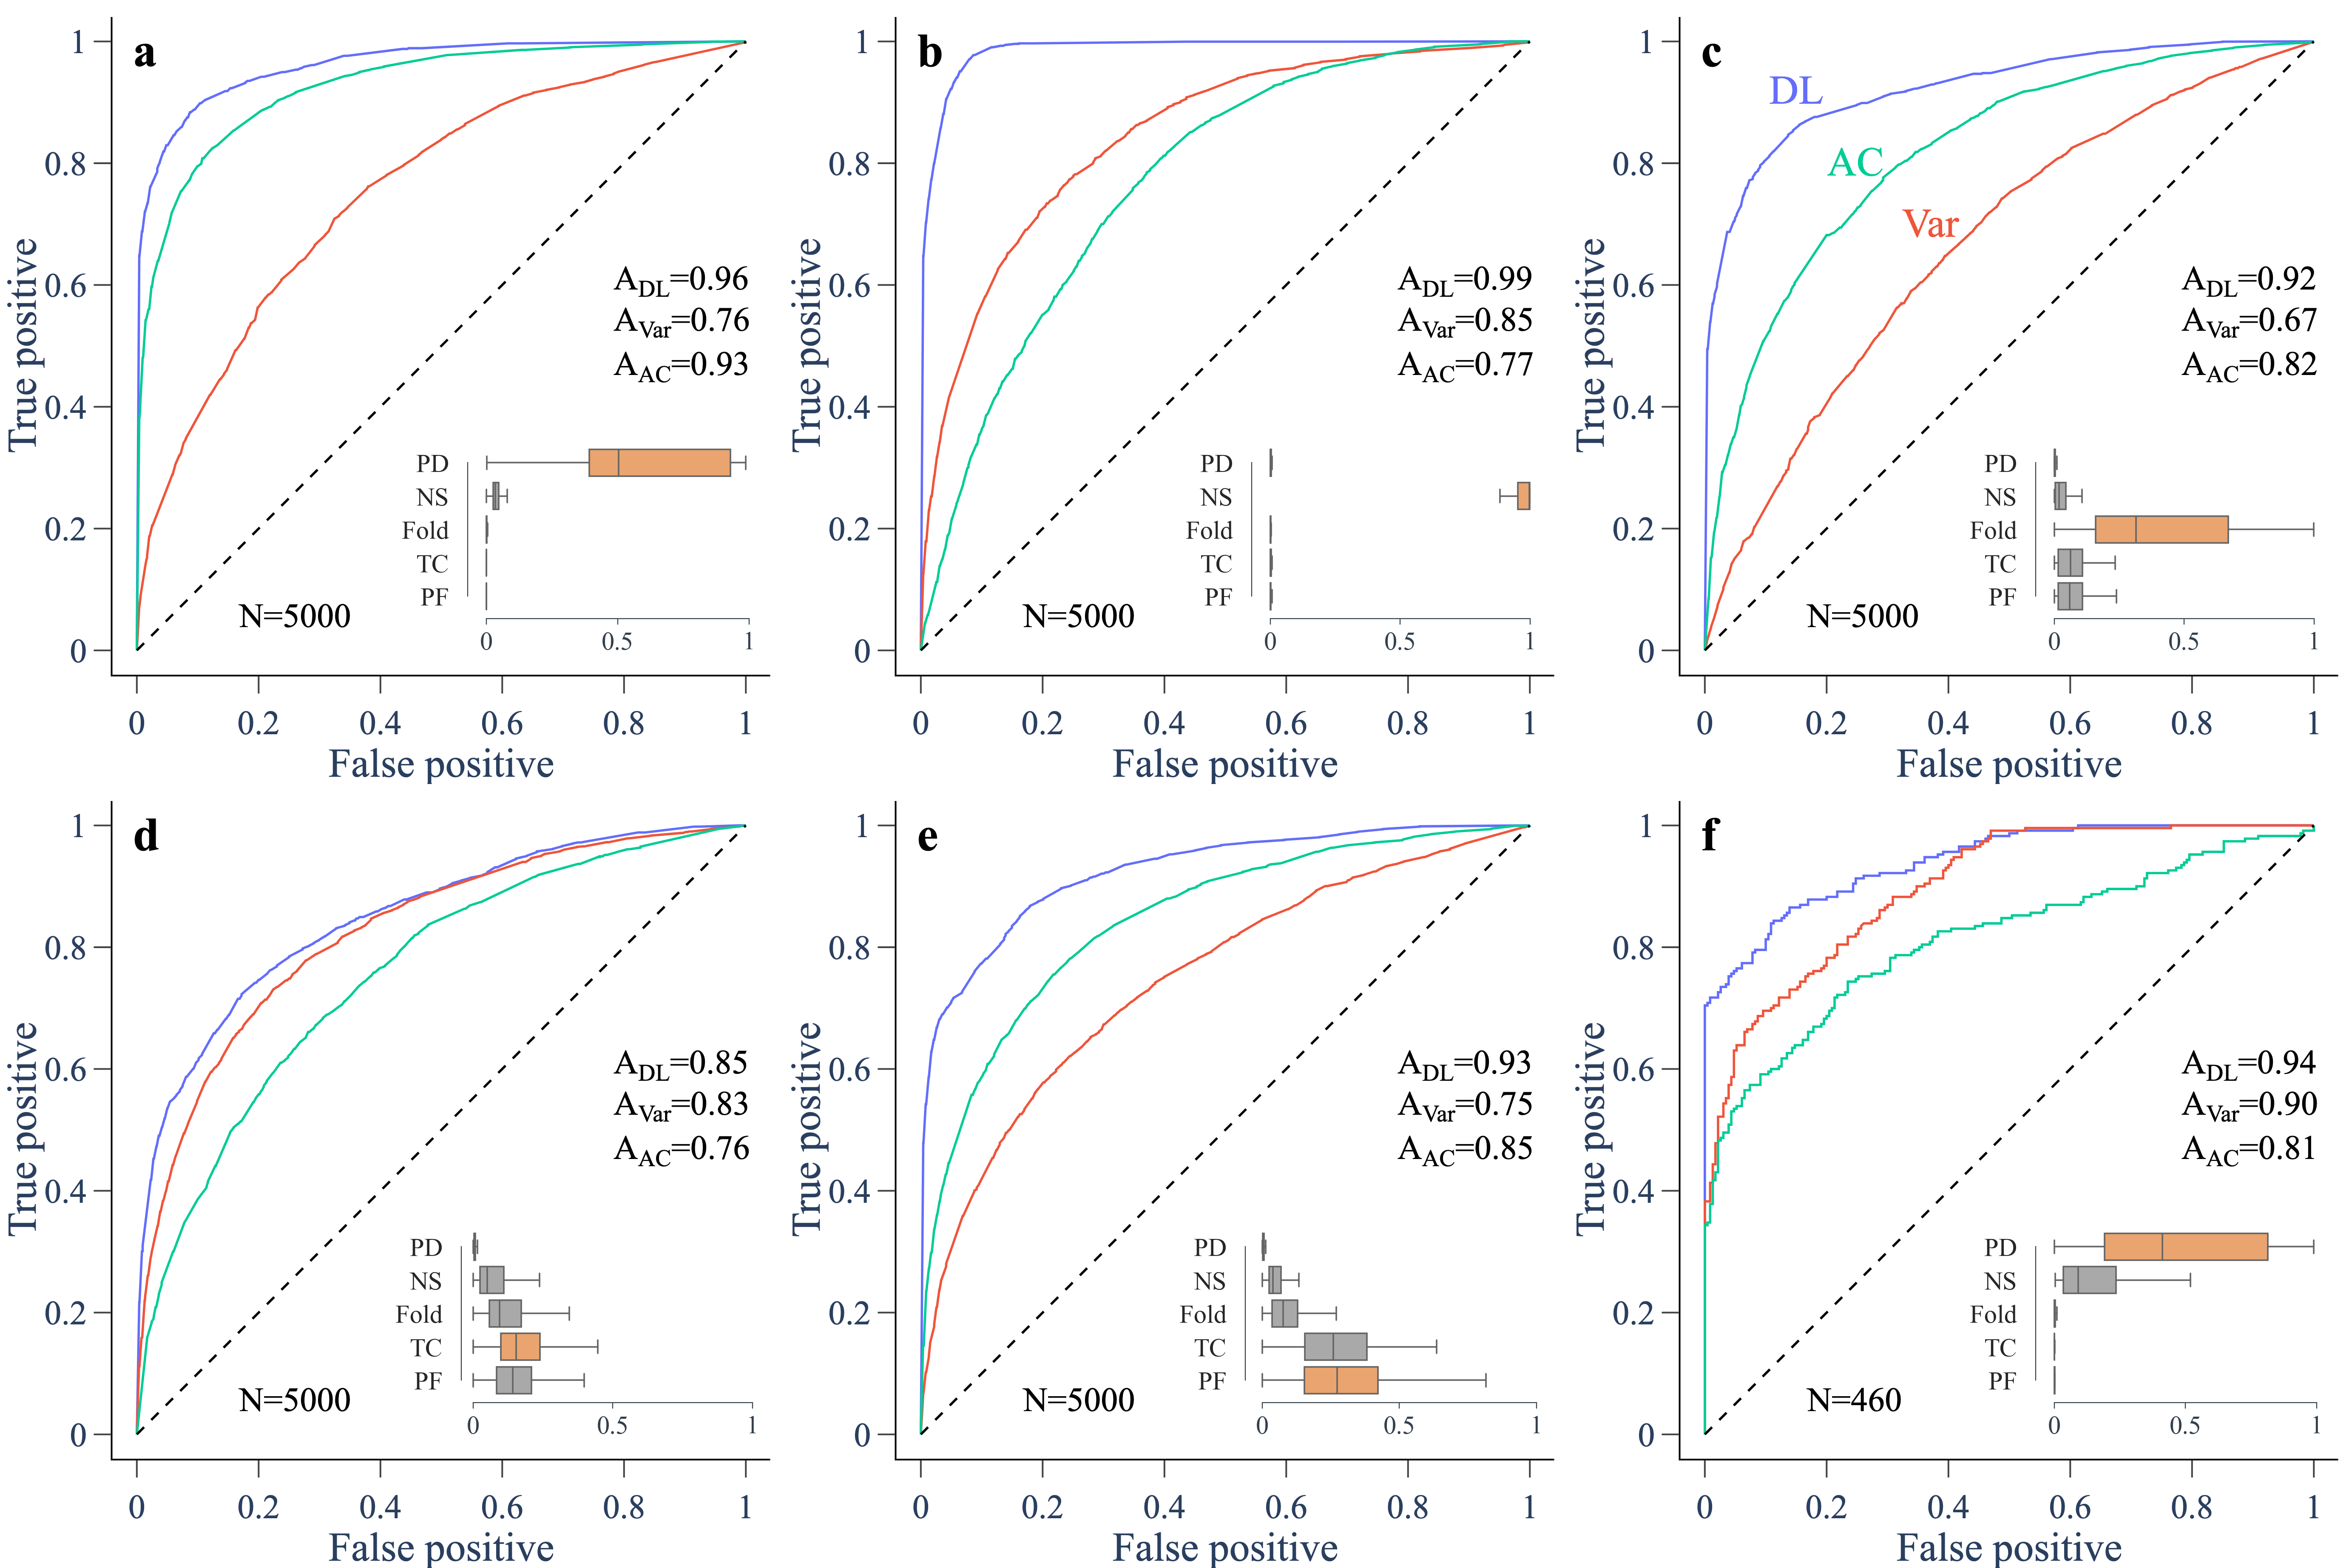 a
1
0.8
0.6
0.4
0.2
0
True positive
A_DL=0.96
A_Var=0.76
A_AC=0.93
PD
NS
Fold
TC
PF
0 0.5 1
N=5000
0 0.2 0.4 0.6 0.8 1
False positive
b
1
0.8
0.6
0.4
0.2
0
True positive
A_DL=0.99
A_Var=0.85
A_AC=0.77
PD
NS
Fold
TC
PF
0 0.5 1
N=5000
0 0.2 0.4 0.6 0.8 1
False positive
c
DL
AC
Var
1
0.8
0.6
0.4
0.2
0
True positive
A_DL=0.92
A_Var=0.67
A_AC=0.82
PD
NS
Fold
TC
PF
0 0.5 1
N=5000
0 0.2 0.4 0.6 0.8 1
False positive
d
1
0.8
0.6
0.4
0.2
0
True positive
A_DL=0.85
A_Var=0.83
A_AC=0.76
PD
NS
Fold
TC
PF
0 0.5 1
N=5000
0 0.2 0.4 0.6 0.8 1
False positive
e
1
0.8
0.6
0.4
0.2
0
True positive
A_DL=0.93
A_Var=0.75
A_AC=0.85
PD
NS
Fold
TC
PF
0 0.5 1
N=5000
0 0.2 0.4 0.6 0.8 1
False positive
f
1
0.8
0.6
0.4
0.2
0
True positive
A_DL=0.94
A_Var=0.90
A_AC=0.81
PD
NS
Fold
TC
PF
0 0.5 1
N=460
0 0.2 0.4 0.6 0.8 1
False positive